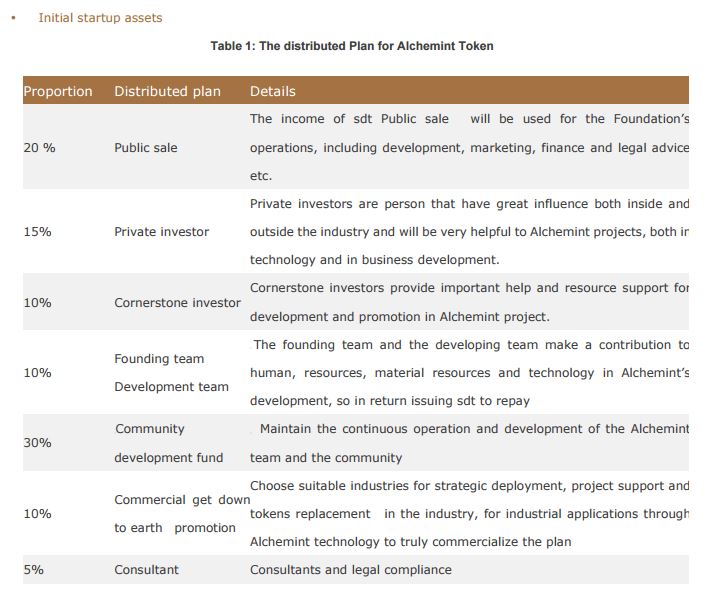 • Initial startup assets
Table 1: The distributed Plan for Alchemint Token
Proportion Distributed plan Details
The income of sdt Public sale will be used for the Foundation's
20 % Public sale operations, including development, marketing, finance and legal advice
etc.
Private investors are person that have great influence both inside and
15% Private investor outside the industry and will be very helpful to Alchemint projects, both in
technology and in business development.
Cornerstone investors provide important help and resource support for
10% Cornerstone investor
development and promotion in Alchemint project.
The founding team and the developing team make a contribution to
Founding team
10% human, resources, material resources and technology in Alchemint's
Development team
development, so in return issuing sdt to repay
Community Maintain the continuous operation and development of the Alchemint
30%
development fund team and the community
Choose suitable industries for strategic deployment, project support and
Commercial get down
10% tokens replacement in the industry, for industrial applications through
to earth promotion
Alchemint technology to truly commercialize the plan
5% Consultant Consultants and legal compliance